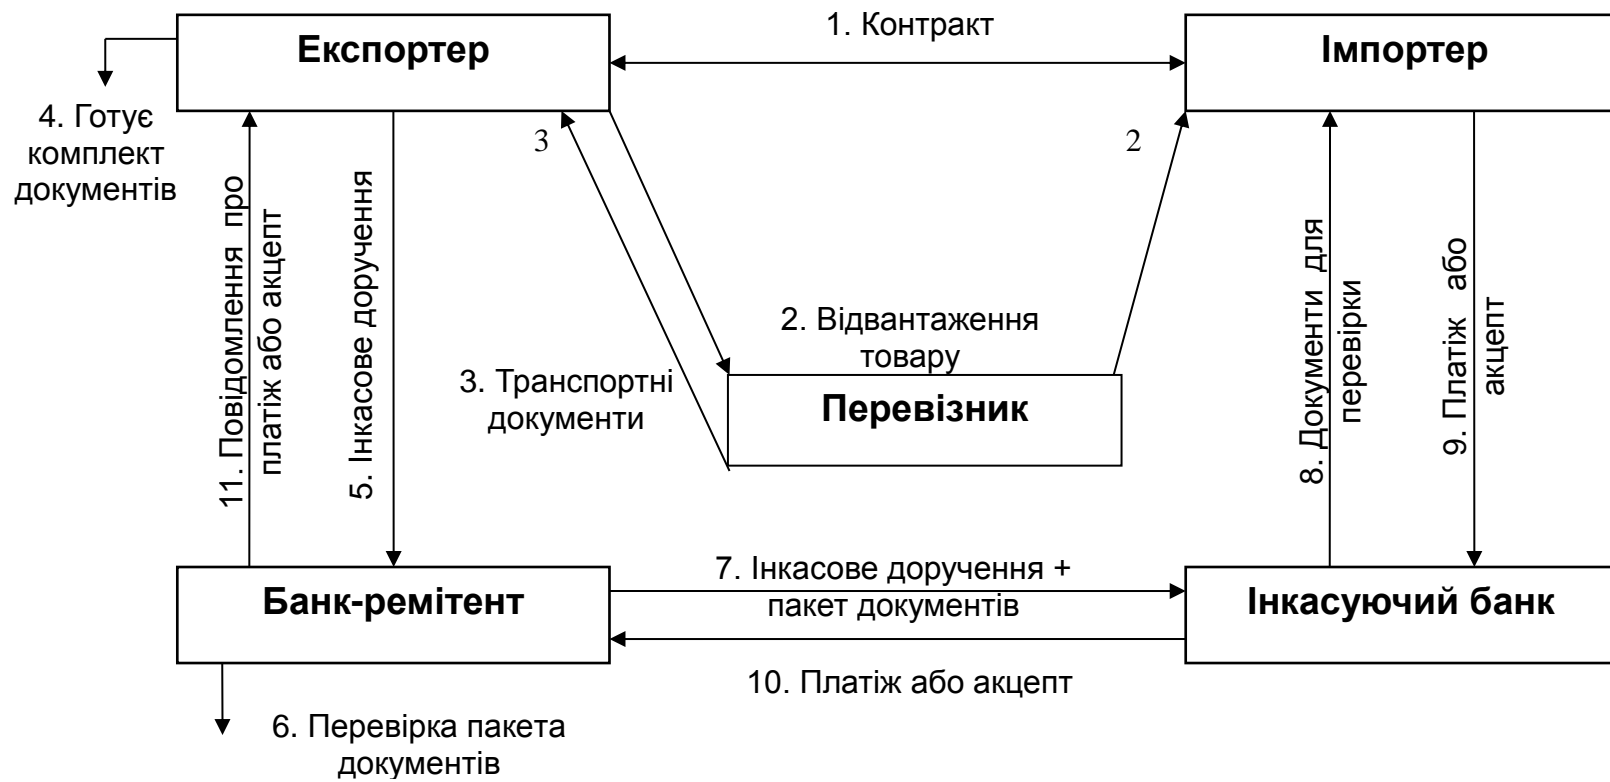 1. Контракт
Експортер
Імпортер
4. Готує
комплект
документів
3
2
11. Повідомлення про
платіж або акцепт
5. Інкасове доручення
2. Відвантаження
товару
3. Транспортні
документи
Перевізник
8. Документи для
перевірки
9. Платіж або
акцепт
Банк-ремітент
7. Інкасове доручення +
пакет документів
Інкасуючий банк
10. Платіж або акцепт
6. Перевірка пакета
документів